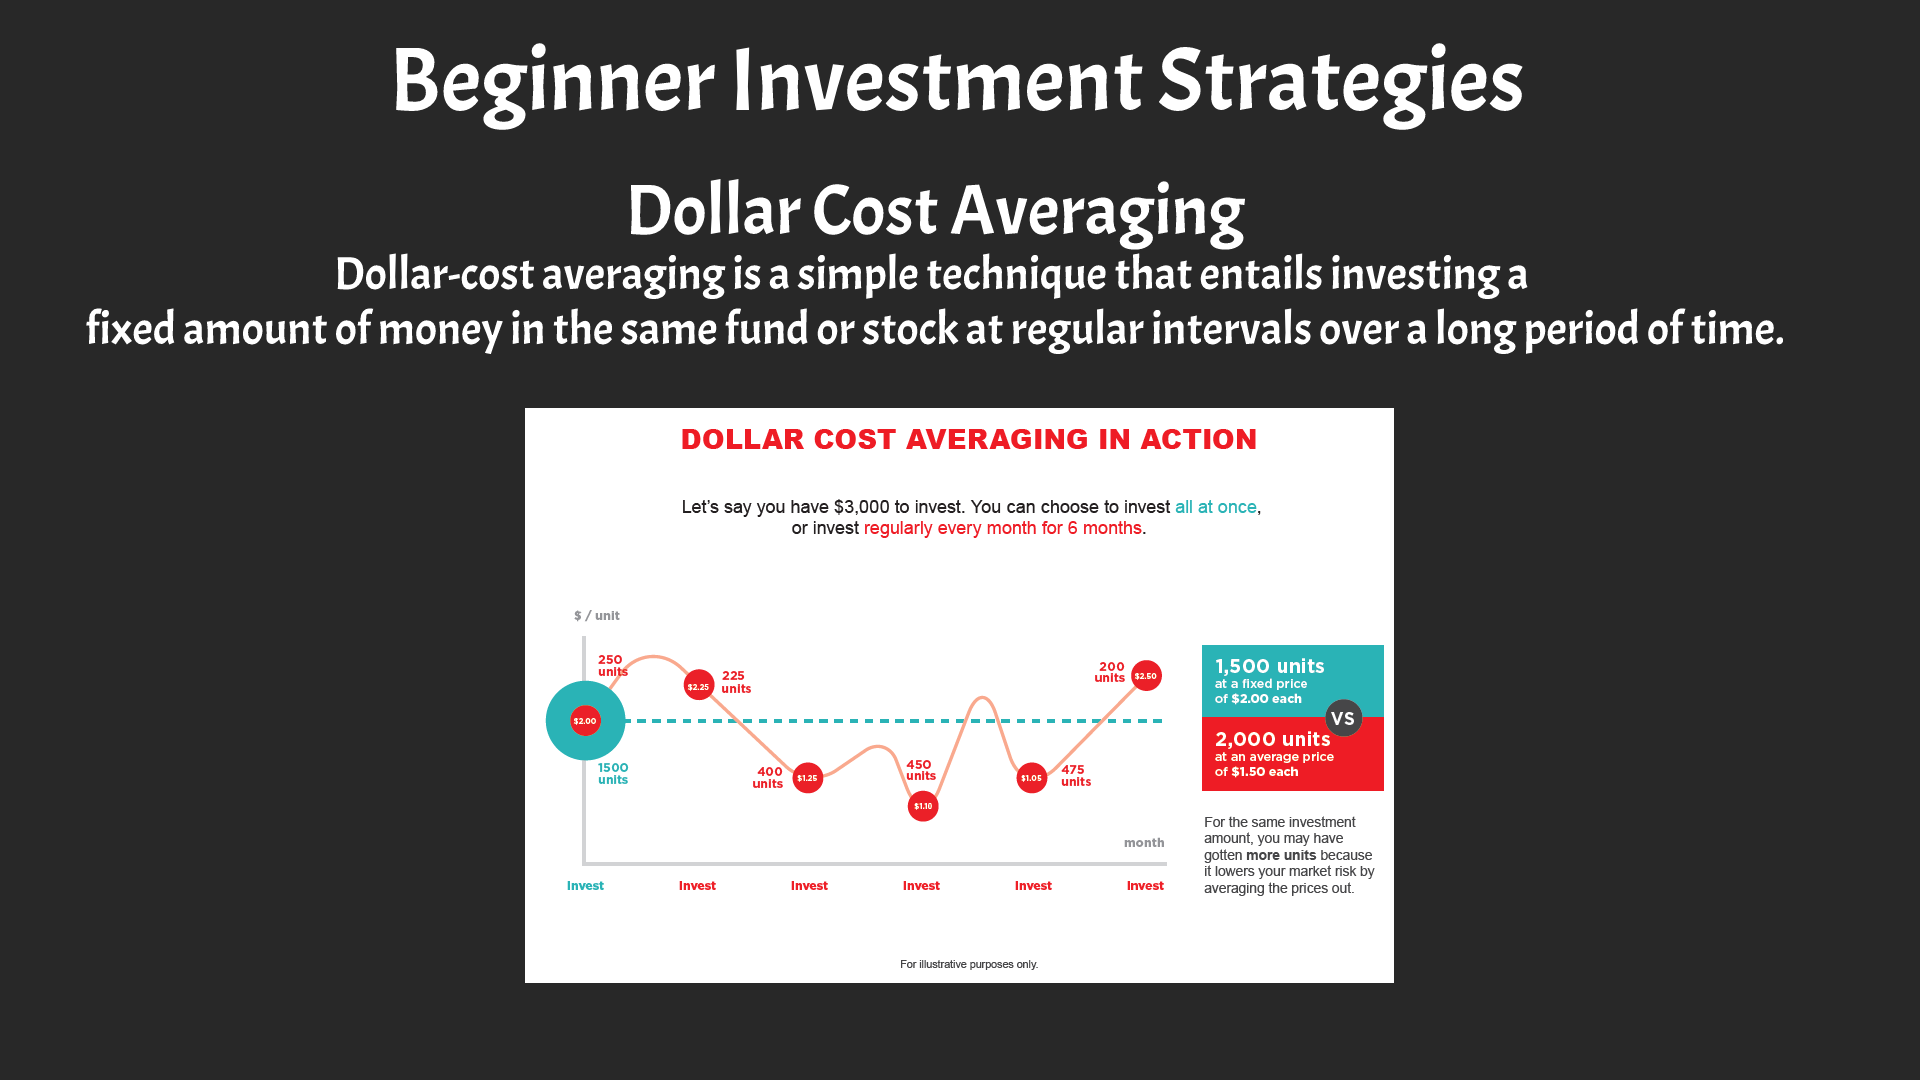 Beginner Investment Strategies
Dollar Cost Averaging
Dollar-cost averaging is a simple technique that entails investing a
fixed amount of money in the same fund or stock at regular intervals over a long period of time.
DOLLAR COST AVERAGING IN ACTION
Let's say you have $3,000 to invest. You can choose to invest all at once,
or invest regularly every month for 6 months.
$ / unit
250
units
$2.00
1500
units
$2.25
225
units
400
units
$1.25
450
units
$1.10
$1.05
475
units
200
units
$2.50
month
Invest
Invest
Invest
Invest
Invest
Invest
1,500 units
at a fixed price
of $2.00 each
VS
2,000 units
at an average price
of $1.50 each
For the same investment
amount, you may have
gotten more units because
it lowers your market risk by
averaging the prices out.
For illustrative purposes only.